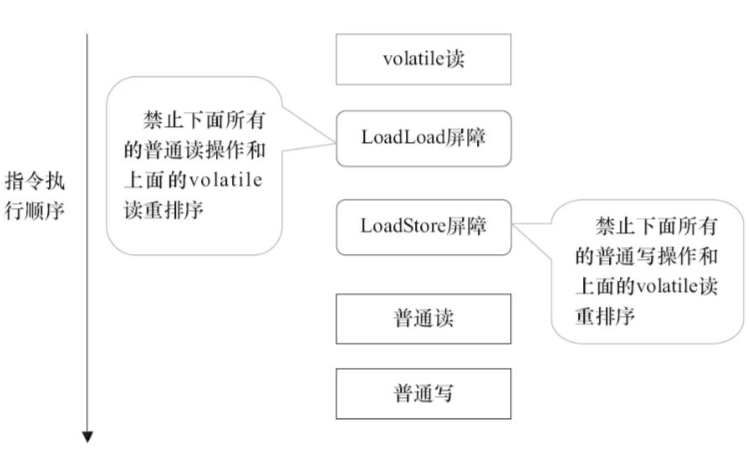 volatile读
禁止下面所有
的普通读操作和
上面的volatile
读重排序
LoadLoad屏障
指令执
行顺序
LoadStore屏障
禁止下面所有
的普通写操作和
上面的volatile读
重排序
普通读
普通写